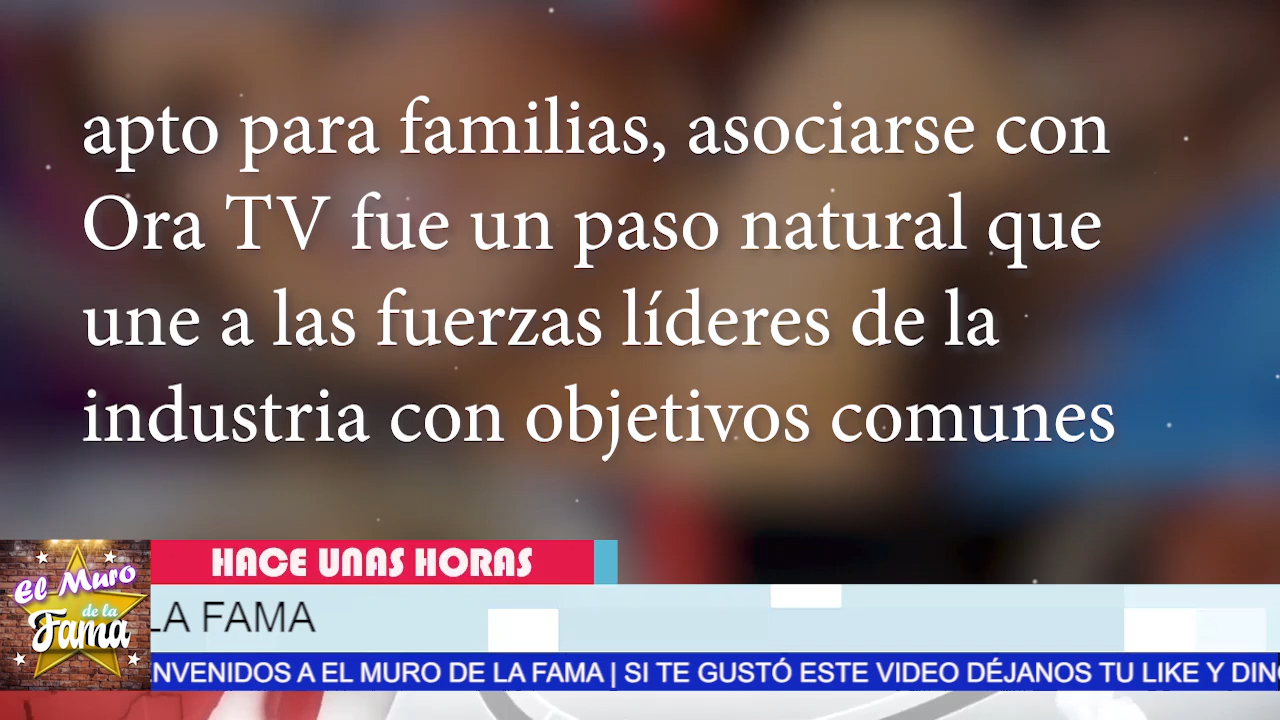 apto para familias, asociarse con
Ora TV fue un paso natural que
une a las fuerzas líderes de la
industria con objetivos comunes
HACE UNAS HORAS
El Muro
de la
Fama
LA FAMA
NVENIDOS A EL MURO DE LA FAMA | SI TE GUSTÓ ESTE VIDEO DÉJANOS TU LIKE Y DIN